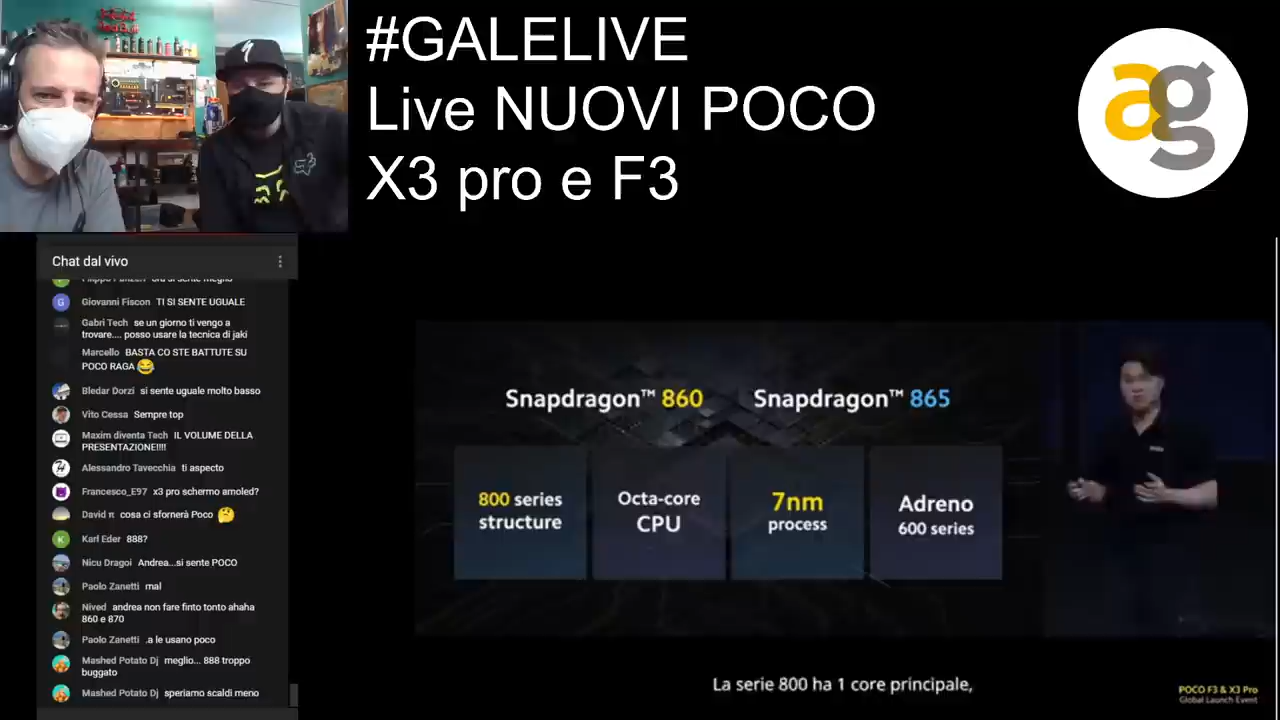 #GALELIVE
Live NUOVI POCO
X3 pro e F3
ag
Chat dal vivo
Giovanni Fiscon TI SI SENTE UGUALE
Gabri Tech se un giorno ti vengo a
trovare.... posso usare la tecnica di jaki
Marcello BASTA CO STE BATTUTE SU
POCO RAGA 😂
Bledar Dorzi si sente uguale molto basso
Vito Cessa Sempre top
Maxim diventa Tech IL VOLUME DELLA
PRESENTAZIONE!!!!
Alessandro Tavecchia ti aspecto
Francesco_E97 x3 pro schermo amoled?
David π cosa ci sfornerà Poco 🤔
K
Karl Eder 888?
Nicu Dragoi Andrea...si sente POCO
Paolo Zanetti mal
Nived andrea non fare finto tonto ahaha
860 e 870
Paolo Zanetti .a le usano poco
Mashed Potato Dj meglio... 888 troppo
buggato
Mashed Potato Dj speriamo scaldi meno
Snapdragon™ 860
Snapdragon™ 865
800 series
structure
Octa-core
CPU
7nm
process
Adreno
600 series
La serie 800 ha 1 core principale,
POCO F3 & X3 Pro
Global Launch Event